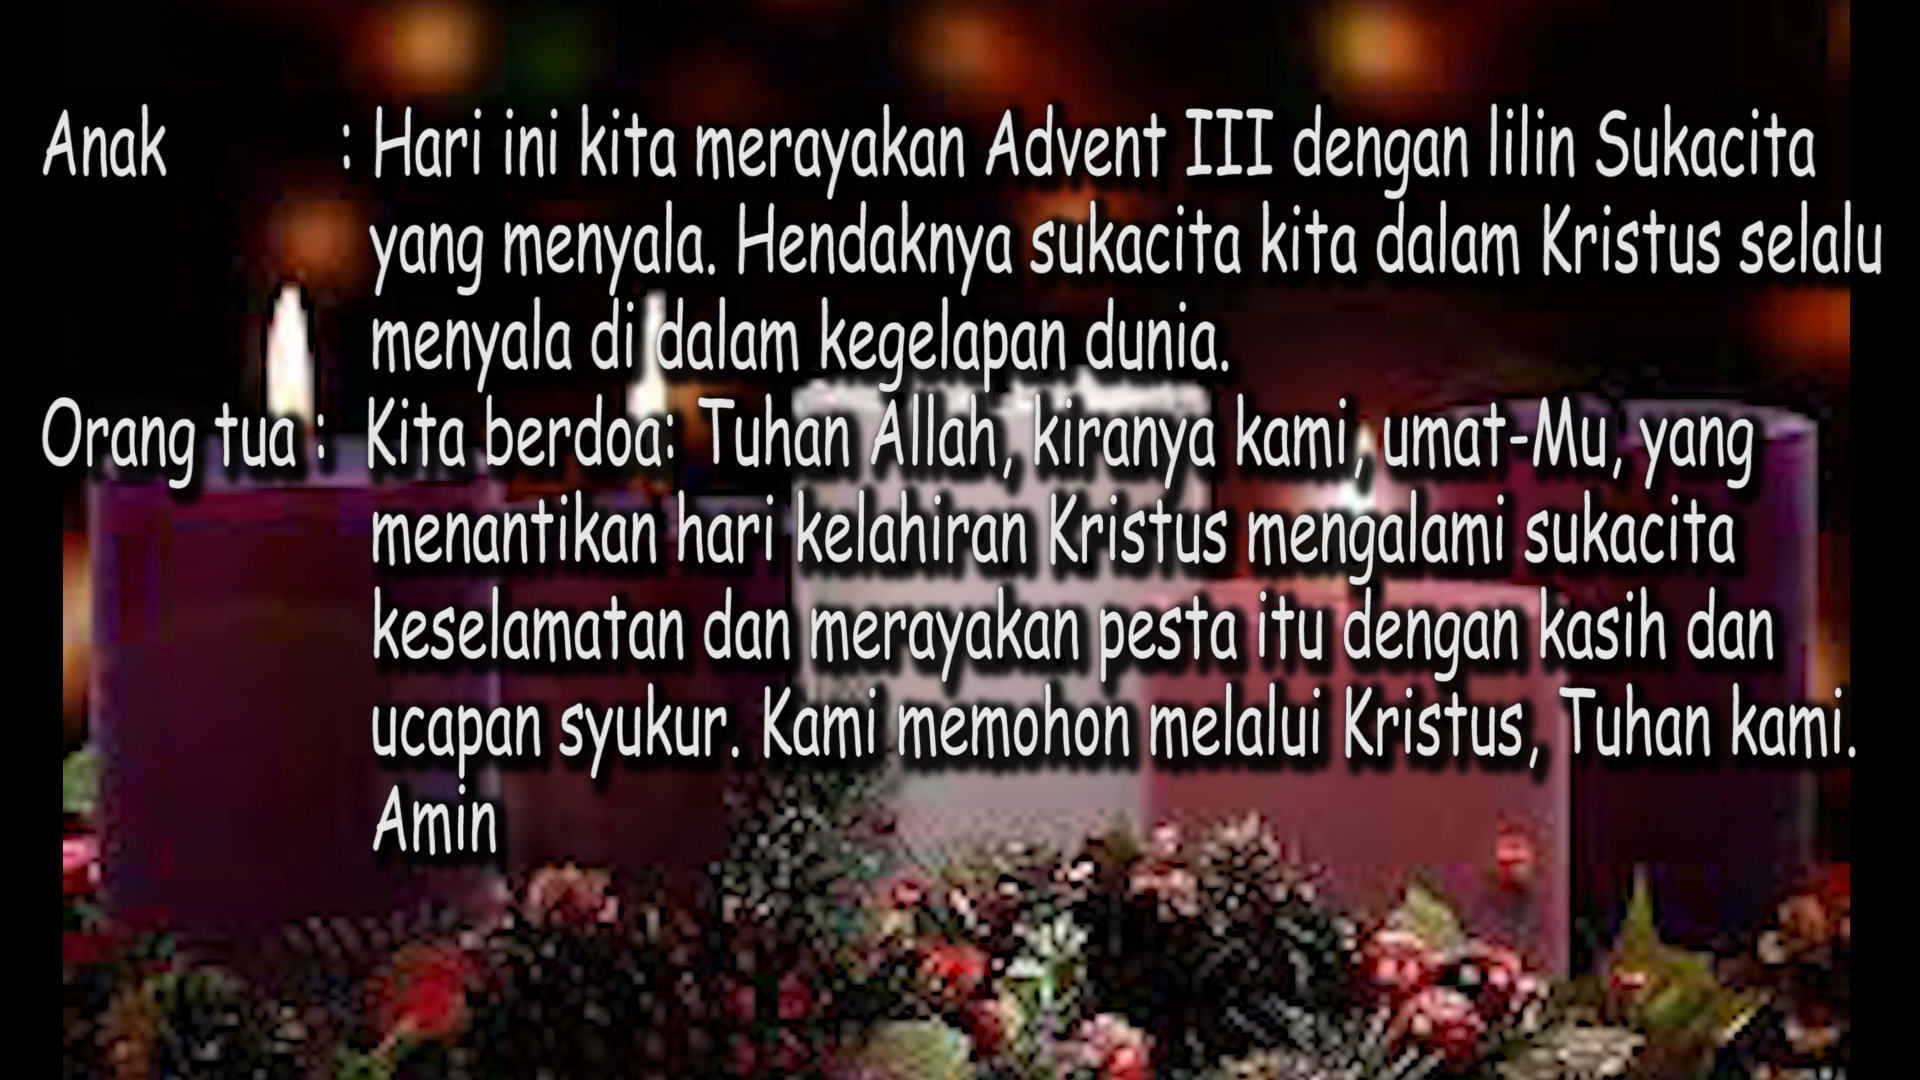 Anak : Hari ini kita merayakan Advent III dengan lilin Sukacita
yang menyala. Hendaknya sukacita kita dalam Kristus selalu
menyala di dalam kegelapan dunia.
Orang tua : Kita berdoa: Tuhan Allah, kiranya kami, umat-Mu, yang
menantikan hari kelahiran Kristus mengalami sukacita
keselamatan dan merayakan pesta itu dengan kasih dan
ucapan syukur. Kami memohon melalui Kristus, Tuhan kami.
Amin